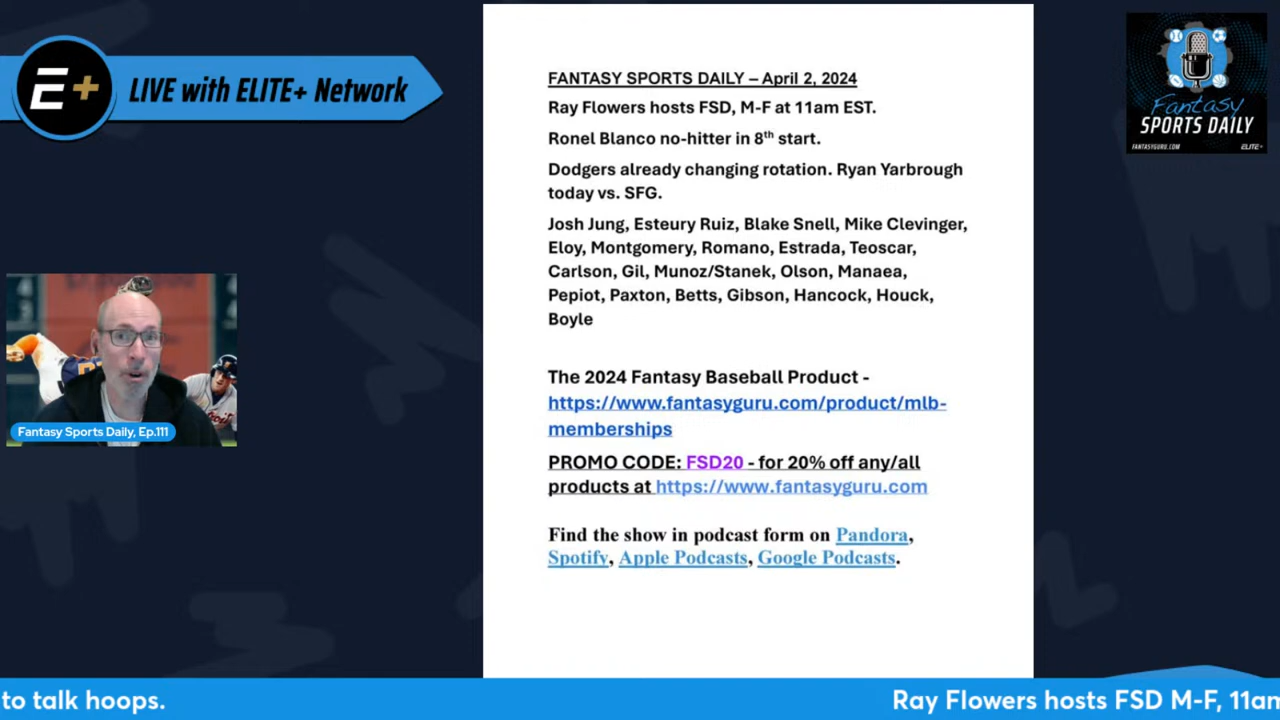 E+ LIVE with ELITE+ Network
FANTASY SPORTS DAILY – April 2, 2024
Ray Flowers hosts FSD, M-F at 11am EST.
Ronel Blanco no-hitter in 8th start.
Dodgers already changing rotation. Ryan Yarbrough
today vs. SFG.
Josh Jung, Esteury Ruiz, Blake Snell, Mike Clevinger,
Eloy, Montgomery, Romano, Estrada, Teoscar,
Carlson, Gil, Munoz/Stanek, Olson, Manaea,
Pepiot, Paxton, Betts, Gibson, Hancock, Houck,
Boyle
The 2024 Fantasy Baseball Product -
https://www.fantasyguru.com/product/mlb-
memberships
PROMO CODE: FSD20 - for 20% off any/all
products at https://www.fantasyguru.com
Find the show in podcast form on Pandora,
Spotify, Apple Podcasts, Google Podcasts.
Fantasy
SPORTS DAILY
FANTASYGURU.COM ELITE+
Fantasy Sports Daily, Ep.111
to talk hoops. Ray Flowers hosts FSD M-F, 11am